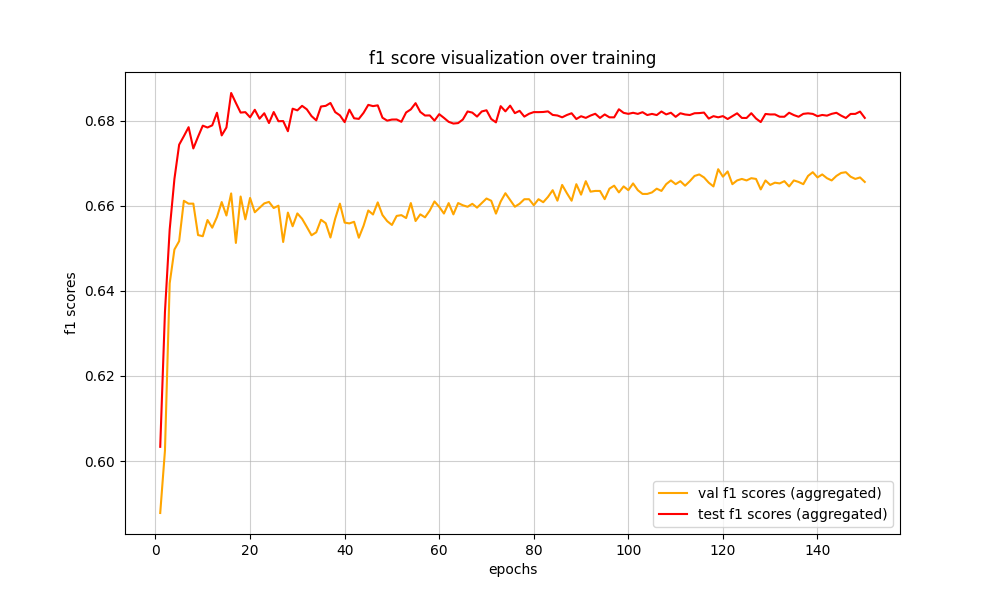 f1 score visualization over training
f1 scores
0.68
0.66
0.64
0.62
0.60
0
20
40
60
80
100
120
140
epochs
val f1 scores (aggregated)
test f1 scores (aggregated)